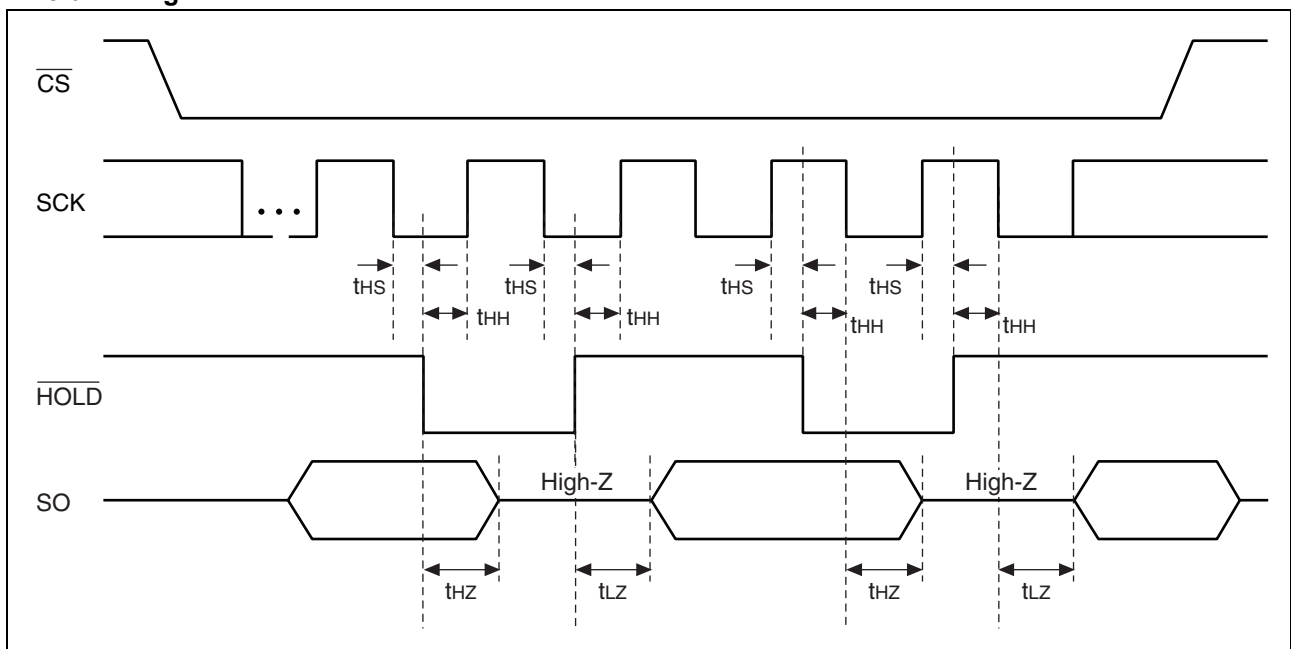 CS
SCK
...
tHS tHS tHS tHS
tHH tHH tHH tHH
HOLD
High-Z High-Z
SO
tHZ tLZ tHZ tLZ